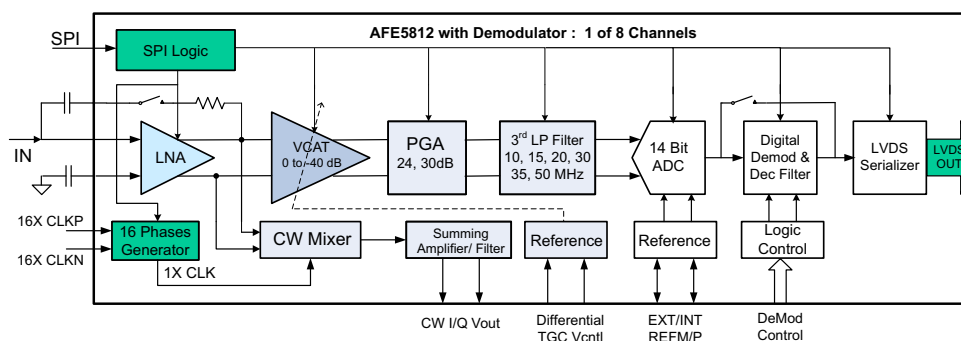 AFE5812 with Demodulator : 1 of 8 Channels
SPI
SPI Logic
IN
LNA
VCAT
0 to -40 dB
PGA
24, 30dB
3rd LP Filter
10, 15, 20, 30
35, 50 MHz
14 Bit
ADC
Digital
Demod &
Dec Filter
LVDS
Serializer
LVDS
OUT
16X CLKP
16X CLKN
16 Phases
Generator
1X CLK
CW Mixer
Summing
Amplifier/ Filter
Reference
Reference
Logic
Control
CW I/Q Vout
Differential
TGC Vcntl
EXT/INT
REFM/P
DeMod
Control